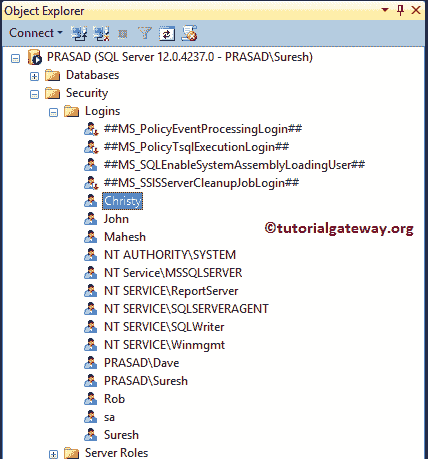 Object Explorer
Connect
PRASAD (SQL Server 12.0.4237.0 - PRASAD\Suresh)
Databases
Security
Logins
##MS_PolicyEventProcessingLogin##
##MS_PolicyTsqlExecutionLogin##
##MS_SQLEnableSystemAssemblyLoadingUser##
##MS_SSISServerCleanupJobLogin##
Christy
John
©tutorialgateway.org
Mahesh
NT AUTHORITY\SYSTEM
NT Service\MSSQLSERVER
NT SERVICE\ReportServer
NT SERVICE\SQLSERVERAGENT
NT SERVICE\SQLWriter
NT SERVICE\Winmgmt
PRASAD\Dave
PRASAD\Suresh
Rob
sa
Suresh
Server Roles